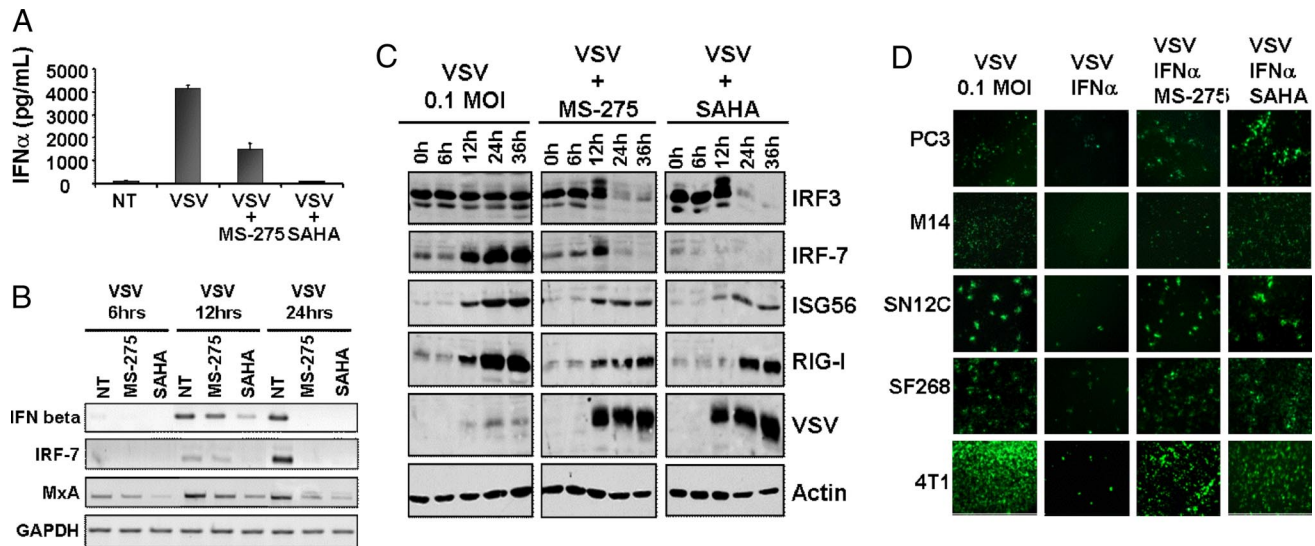 A
IFNα (pg/mL)
5000
4000
3000
2000
1000
0
NT
VSV
VSV
+
MS-275
VSV
+
SAHA
B
VSV
6hrs
VSV
12hrs
VSV
24hrs
NT
MS-275
SAHA
NT
MS-275
SAHA
NT
MS-275
SAHA
IFN beta
IRF-7
MxA
GAPDH
C
VSV
0.1 MOI
VSV
+
MS-275
VSV
+
SAHA
0h 6h 12h 24h 36h
0h 6h 12h 24h 36h
0h 6h 12h 24h 36h
IRF3
IRF-7
ISG56
RIG-I
VSV
Actin
D
VSV
0.1 MOI
VSV
IFNα
VSV
IFNα
MS-275
VSV
IFNα
SAHA
PC3
M14
SN12C
SF268
4T1